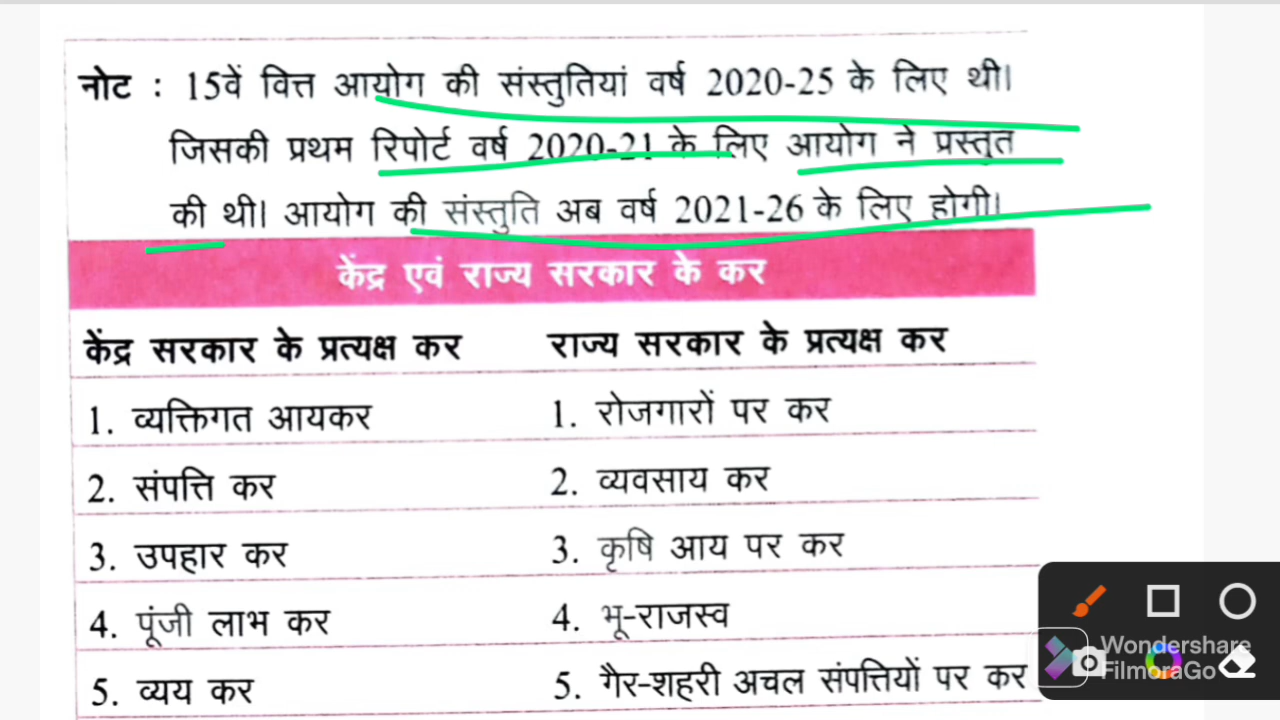 नोट : 15वें वित्त आयोग की संस्तुतियां वर्ष 2020-25 के लिए थी।
जिसकी प्रथम रिपोर्ट वर्ष 2020-21 के लिए आयोग ने प्रस्तुत
की थी। आयोग की संस्तुति अब वर्ष 2021-26 के लिए होगी।
केंद्र एवं राज्य सरकार के कर
केंद्र सरकार के प्रत्यक्ष कर राज्य सरकार के प्रत्यक्ष कर
1. व्यक्तिगत आयकर 1. रोजगारों पर कर
2. संपत्ति कर 2. व्यवसाय कर
3. उपहार कर 3. कृषि आय पर कर
4. पूंजी लाभ कर 4. भू-राजस्व
5. व्यय कर 5. गैर-शहरी अचल संपत्तियों पर कर
Wondershare
FilmoraGo